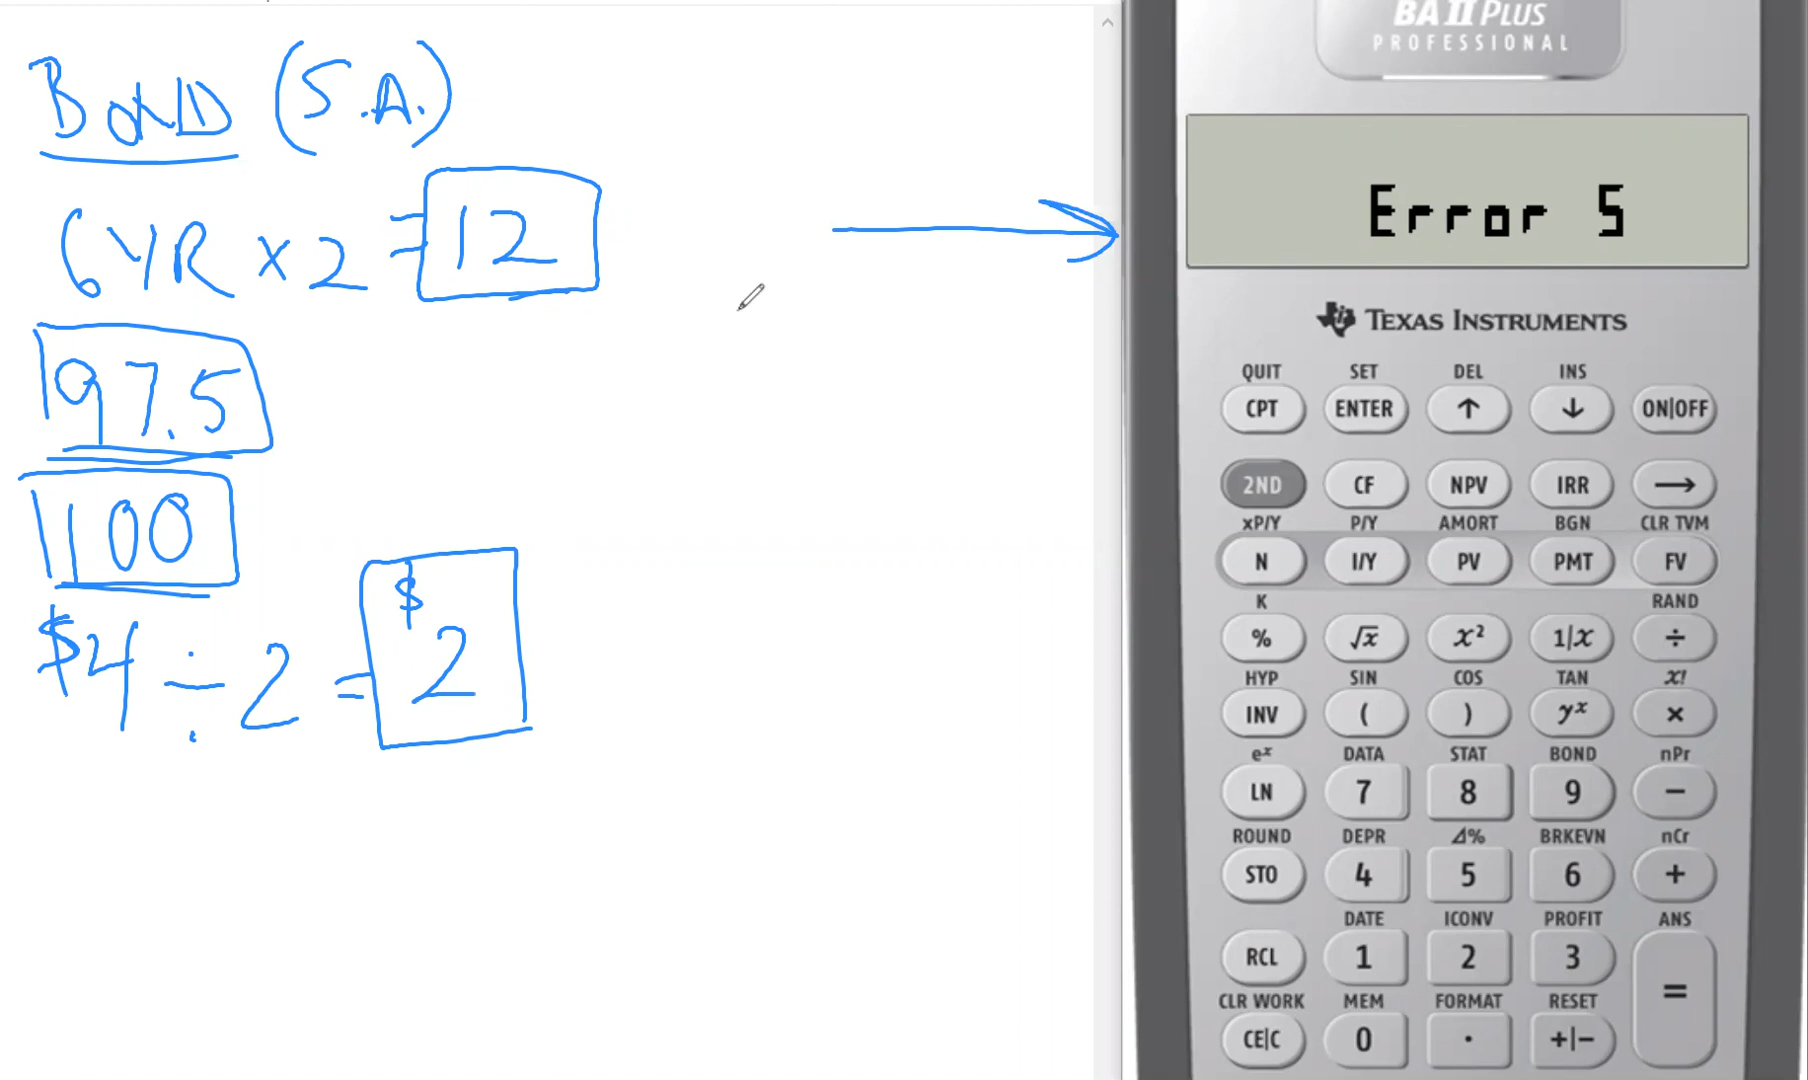 BOND (S.A.)
6YR × 2 = 12
97.5
100
$4 ÷ 2 = $2
BA II PLUS
PROFESSIONAL
Error 5
TEXAS INSTRUMENTS
QUIT SET DEL INS
CPT ENTER ↑ ↓ ON|OFF
2ND CF NPV IRR →
xP/Y P/Y AMORT BGN CLR TVM
N I/Y PV PMT FV
K RAND
% √x x² 1/x ÷
HYP SIN COS TAN x!
INV ( ) yˣ ×
eˣ DATA STAT BOND nPr
LN 7 8 9 −
ROUND DEPR Δ% BRKEVN nCr
STO 4 5 6 +
DATE ICONV PROFIT ANS
RCL 1 2 3 =
CLR WORK MEM FORMAT RESET
CE|C 0 . +|−